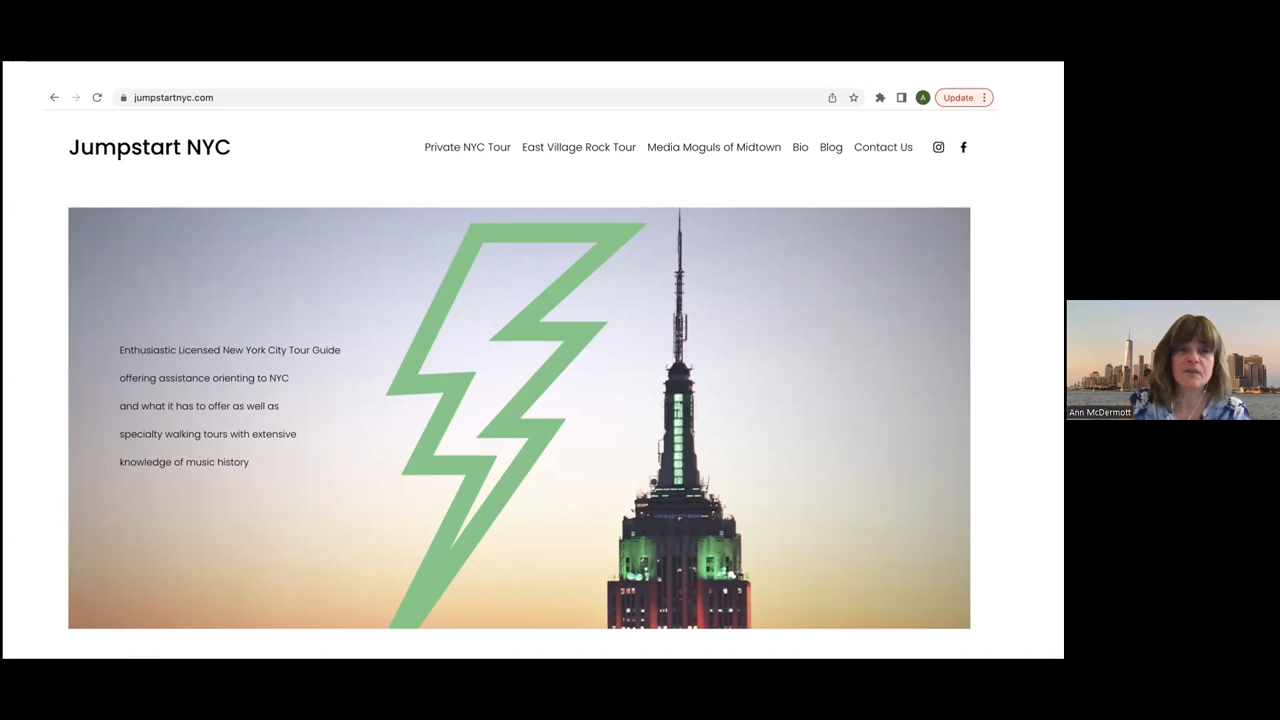 jumpstartnyc.com
A
Update
Jumpstart NYC
Private NYC Tour East Village Rock Tour Media Moguls of Midtown Bio Blog Contact Us
Enthusiastic Licensed New York City Tour Guide
offering assistance orienting to NYC
and what it has to offer as well as
specialty walking tours with extensive
knowledge of music history
Ann McDermott